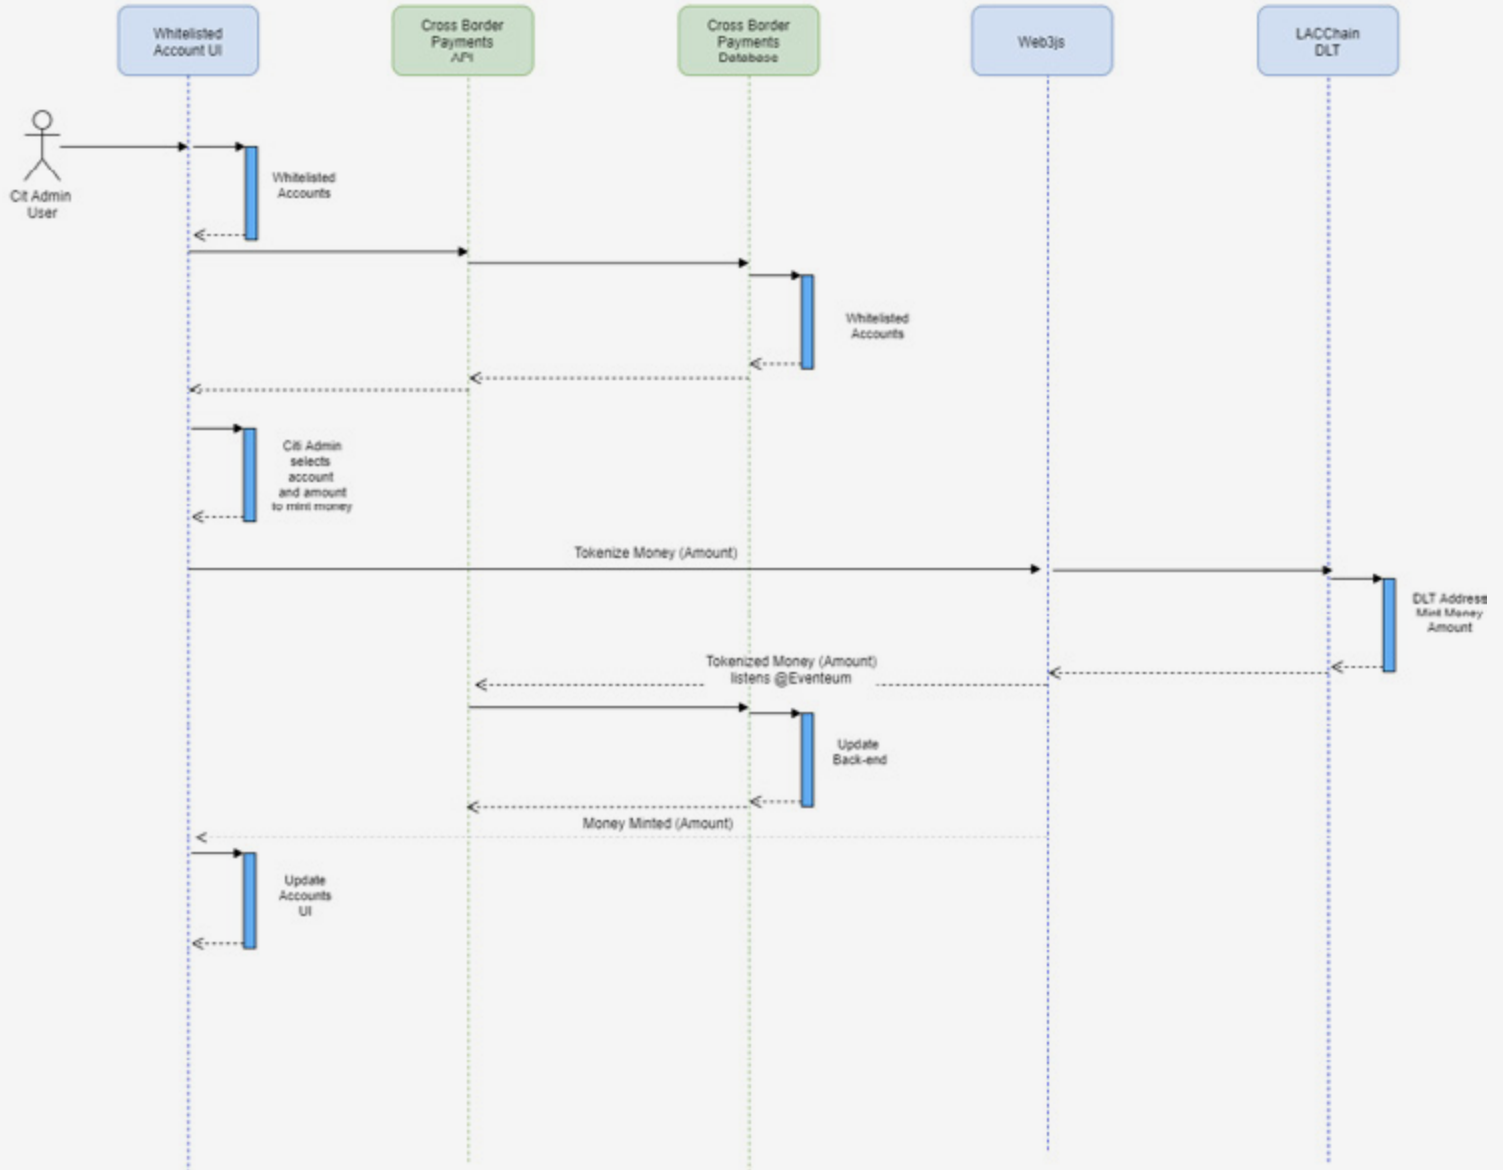 Whitelisted
Account UI
Cross Border
Payments
API
Cross Border
Payments
Database
Web3js
LACChain
DLT
Cit Admin
User
Whitelisted
Accounts
Whitelisted
Accounts
Citi Admin
selects
account
and amount
to mint money
Tokenize Money (Amount)
DLT Address
Mint Money
Amount
Tokenized Money (Amount)
listens @Eventeum
Update
Back-end
Money Minted (Amount)
Update
Accounts
UI